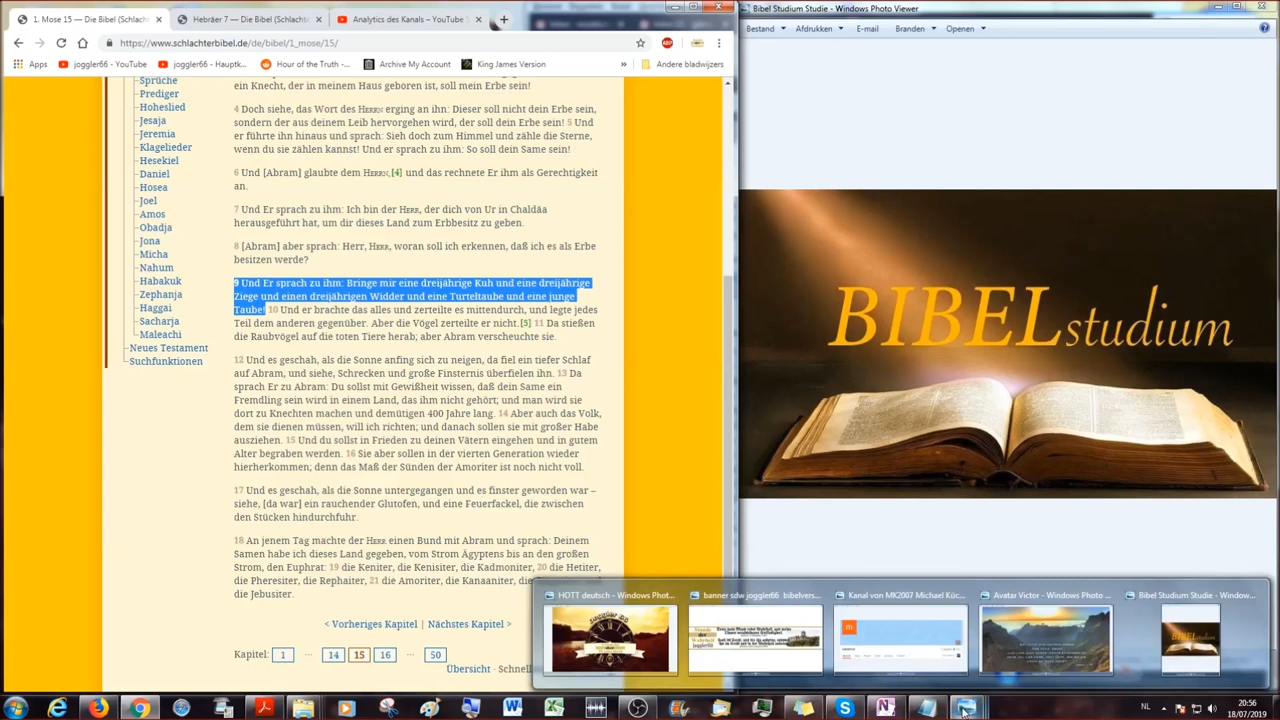 1. Mose 15 — Die Bibel (Schlacht
Hebräer 7 — Die Bibel (Schlachte
Analytics des Kanals – YouTube S
https://www.schlachterbibel.de/de/bibel/1_mose/15/
ABP
Apps
joggler66 - YouTube
joggler66 - Hauptk...
Hour of the Truth -...
Archive My Account
King James Version
»
Andere bladwijzers
Sprüche
Prediger
Hoheslied
Jesaja
Jeremia
Klagelieder
Hesekiel
Daniel
Hosea
Joel
Amos
Obadja
Jona
Micha
Nahum
Habakuk
Zephanja
Haggai
Sacharja
Maleachi
Neues Testament
Suchfunktionen
ein Knecht, der in meinem Haus geboren ist, soll mein Erbe sein!
4 Doch siehe, das Wort des HERRN erging an ihn: Dieser soll nicht dein Erbe sein,
sondern der aus deinem Leib hervorgehen wird, der soll dein Erbe sein! 5 Und
er führte ihn hinaus und sprach: Sieh doch zum Himmel und zähle die Sterne,
wenn du sie zählen kannst! Und er sprach zu ihm: So soll dein Same sein!
6 Und [Abram] glaubte dem HERRN,[4] und das rechnete Er ihm als Gerechtigkeit
an.
7 Und Er sprach zu ihm: Ich bin der HERR, der dich von Ur in Chaldäa
herausgeführt hat, um dir dieses Land zum Erbbesitz zu geben.
8 [Abram] aber sprach: Herr, HERR, woran soll ich erkennen, daß ich es als Erbe
besitzen werde?
9 Und Er sprach zu ihm: Bringe mir eine dreijährige Kuh und eine dreijährige
Ziege und einen dreijährigen Widder und eine Turteltaube und eine junge
Taube! 10 Und er brachte das alles und zerteilte es mittendurch, und legte jedes
Teil dem anderen gegenüber. Aber die Vögel zerteilte er nicht.[5] 11 Da stießen
die Raubvögel auf die toten Tiere herab; aber Abram verscheuchte sie.
12 Und es geschah, als die Sonne anfing sich zu neigen, da fiel ein tiefer Schlaf
auf Abram, und siehe, Schrecken und große Finsternis überfielen ihn. 13 Da
sprach Er zu Abram: Du sollst mit Gewißheit wissen, daß dein Same ein
Fremdling sein wird in einem Land, das ihm nicht gehört; und man wird sie
dort zu Knechten machen und demütigen 400 Jahre lang. 14 Aber auch das Volk,
dem sie dienen müssen, will ich richten; und danach sollen sie mit großer Habe
ausziehen. 15 Und du sollst in Frieden zu deinen Vätern eingehen und in gutem
Alter begraben werden. 16 Sie aber sollen in der vierten Generation wieder
hierherkommen; denn das Maß der Sünden der Amoriter ist noch nicht voll.
17 Und es geschah, als die Sonne untergegangen und es finster geworden war –
siehe, [da war] ein rauchender Glutofen, und eine Feuerfackel, die zwischen
den Stücken hindurchfuhr.
18 An jenem Tag machte der HERR einen Bund mit Abram und sprach: Deinem
Samen habe ich dieses Land gegeben, vom Strom Ägyptens bis an den großen
Strom, den Euphrat: 19 die Keniter, die Kenisiter, die Kadmoniter, 20 die Hetiter,
die Pheresiter, die Rephaiter, 21 die Amoriter, die Kanaaniter, die
die Jebusiter.
< Vorheriges Kapitel | Nächstes Kapitel >
Kapitel: 1 ... 14 15 16 ... 50
Übersicht - Schnell
Bibel Studium Studie - Windows Photo Viewer
Bestand
Afdrukken
E-mail
Branden
Openen
BIBELstudium
HOTT deutsch - Windows Phot...
banner sdw joggler66 bibelvers...
Kanal von MK2007 Michael Küc...
Avatar Victor - Windows Photo ...
Bibel Studium Studie - Window...
joggler66
m
NL
20:56
18/07/2019